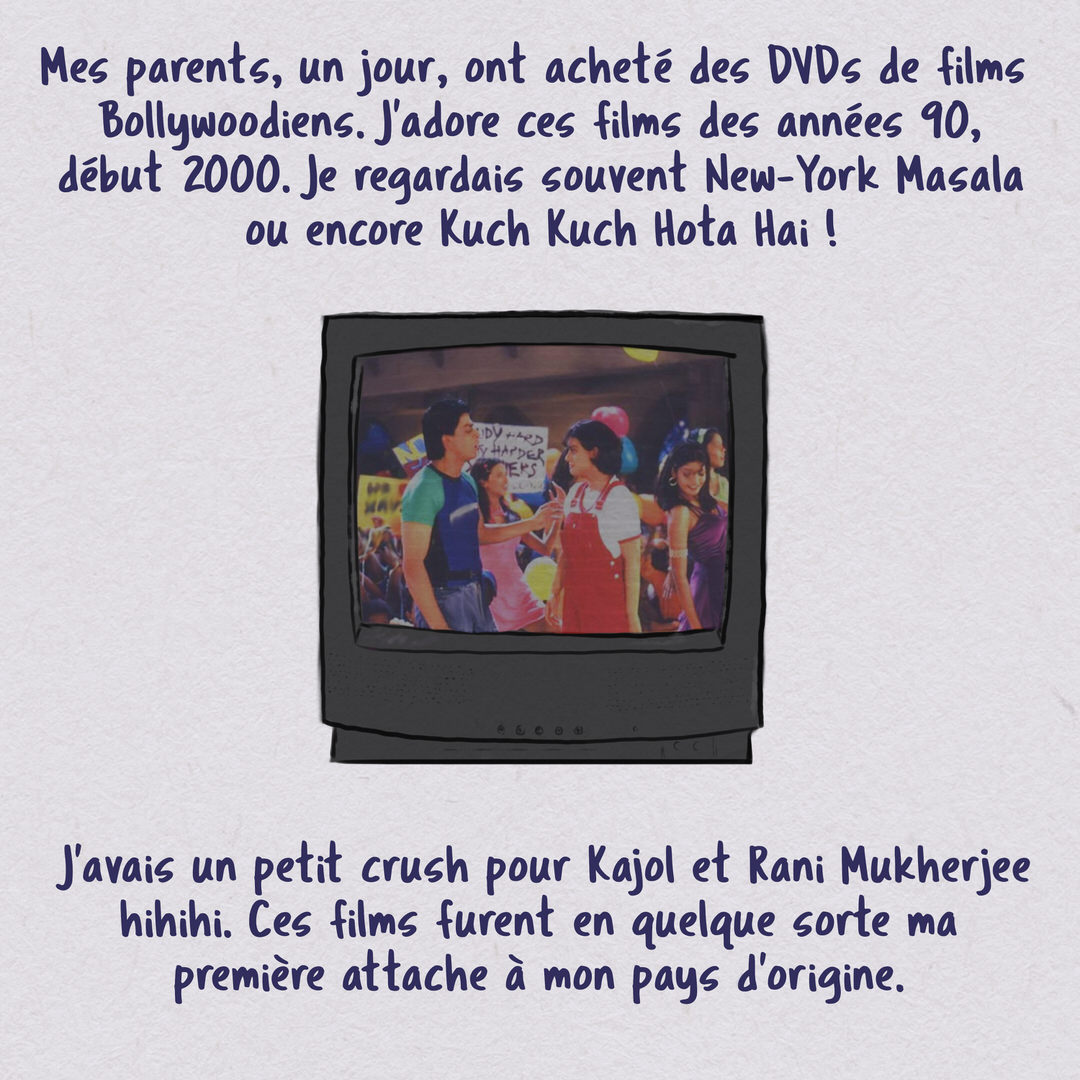 Mes parents, un jour, ont acheté des DVDs de films
Bollywoodiens. J'adore ces films des années 90,
début 2000. Je regardais souvent New-York Masala
ou encore Kuch Kuch Hota Hai !
HARDER
J'avais un petit crush pour Kajol et Rani Mukherjee
hihihi. Ces films furent en quelque sorte ma
première attache à mon pays d'origine.